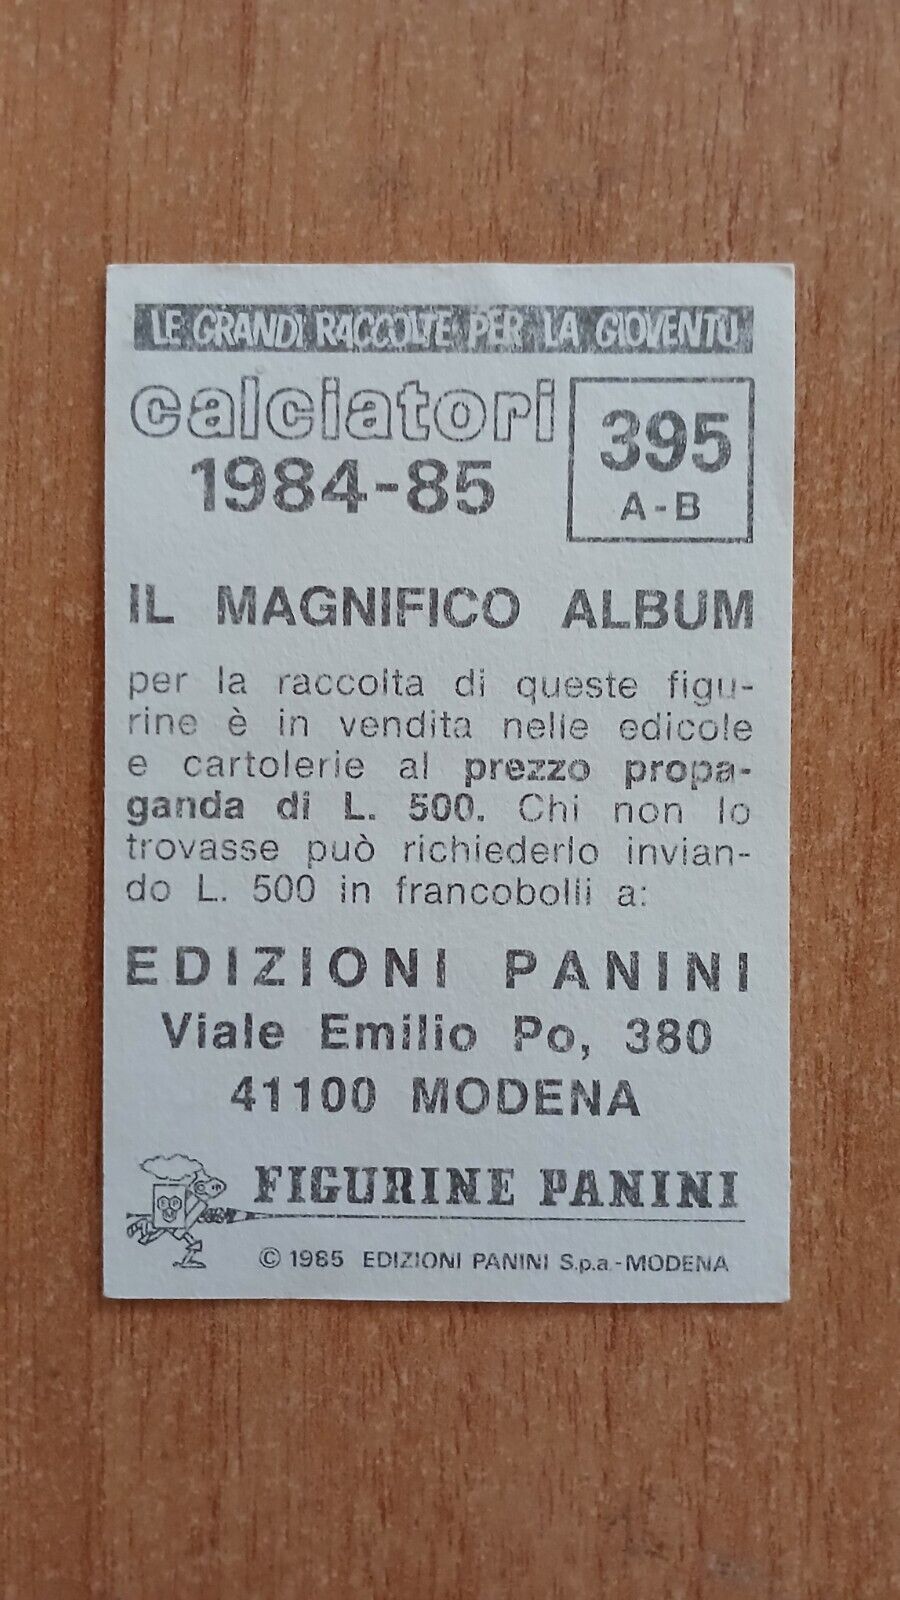 LE GRANDI RACCOLTE PER LA GIOVENTÙ
calciatori
1984-85
395
A-B
IL MAGNIFICO ALBUM
per la raccolta di queste figu-
rine è in vendita nelle edicole
e cartolerie al prezzo propa-
ganda di L. 500. Chi non lo
trovasse può richiederlo invian-
do L. 500 in francobolli a:
EDIZIONI PANINI
Viale Emilio Po, 380
41100 MODENA
FIGURINE PANINI
© 1985 EDIZIONI PANINI S.p.a.-MODENA